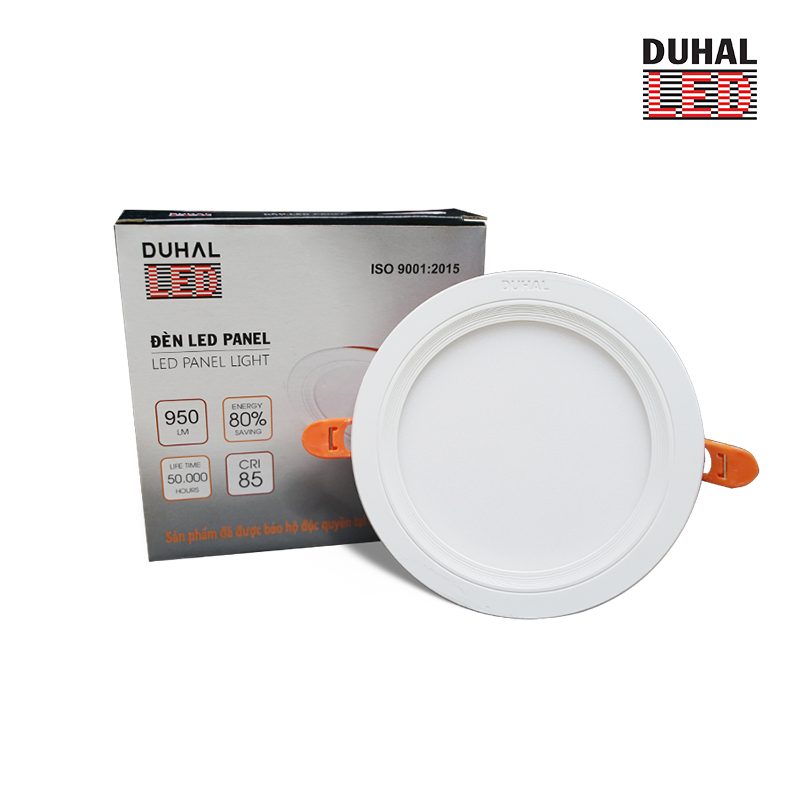 DUHAL
LED
DUHAL
LED
ISO 9001:2015
ĐÈN LED PANEL
LED PANEL LIGHT
950
LM
ENERGY
80%
SAVING
LIFE TIME
50.000
HOURS
CRI
85
Sản phẩm đã được bảo hộ độc quyền tại
DUHAL